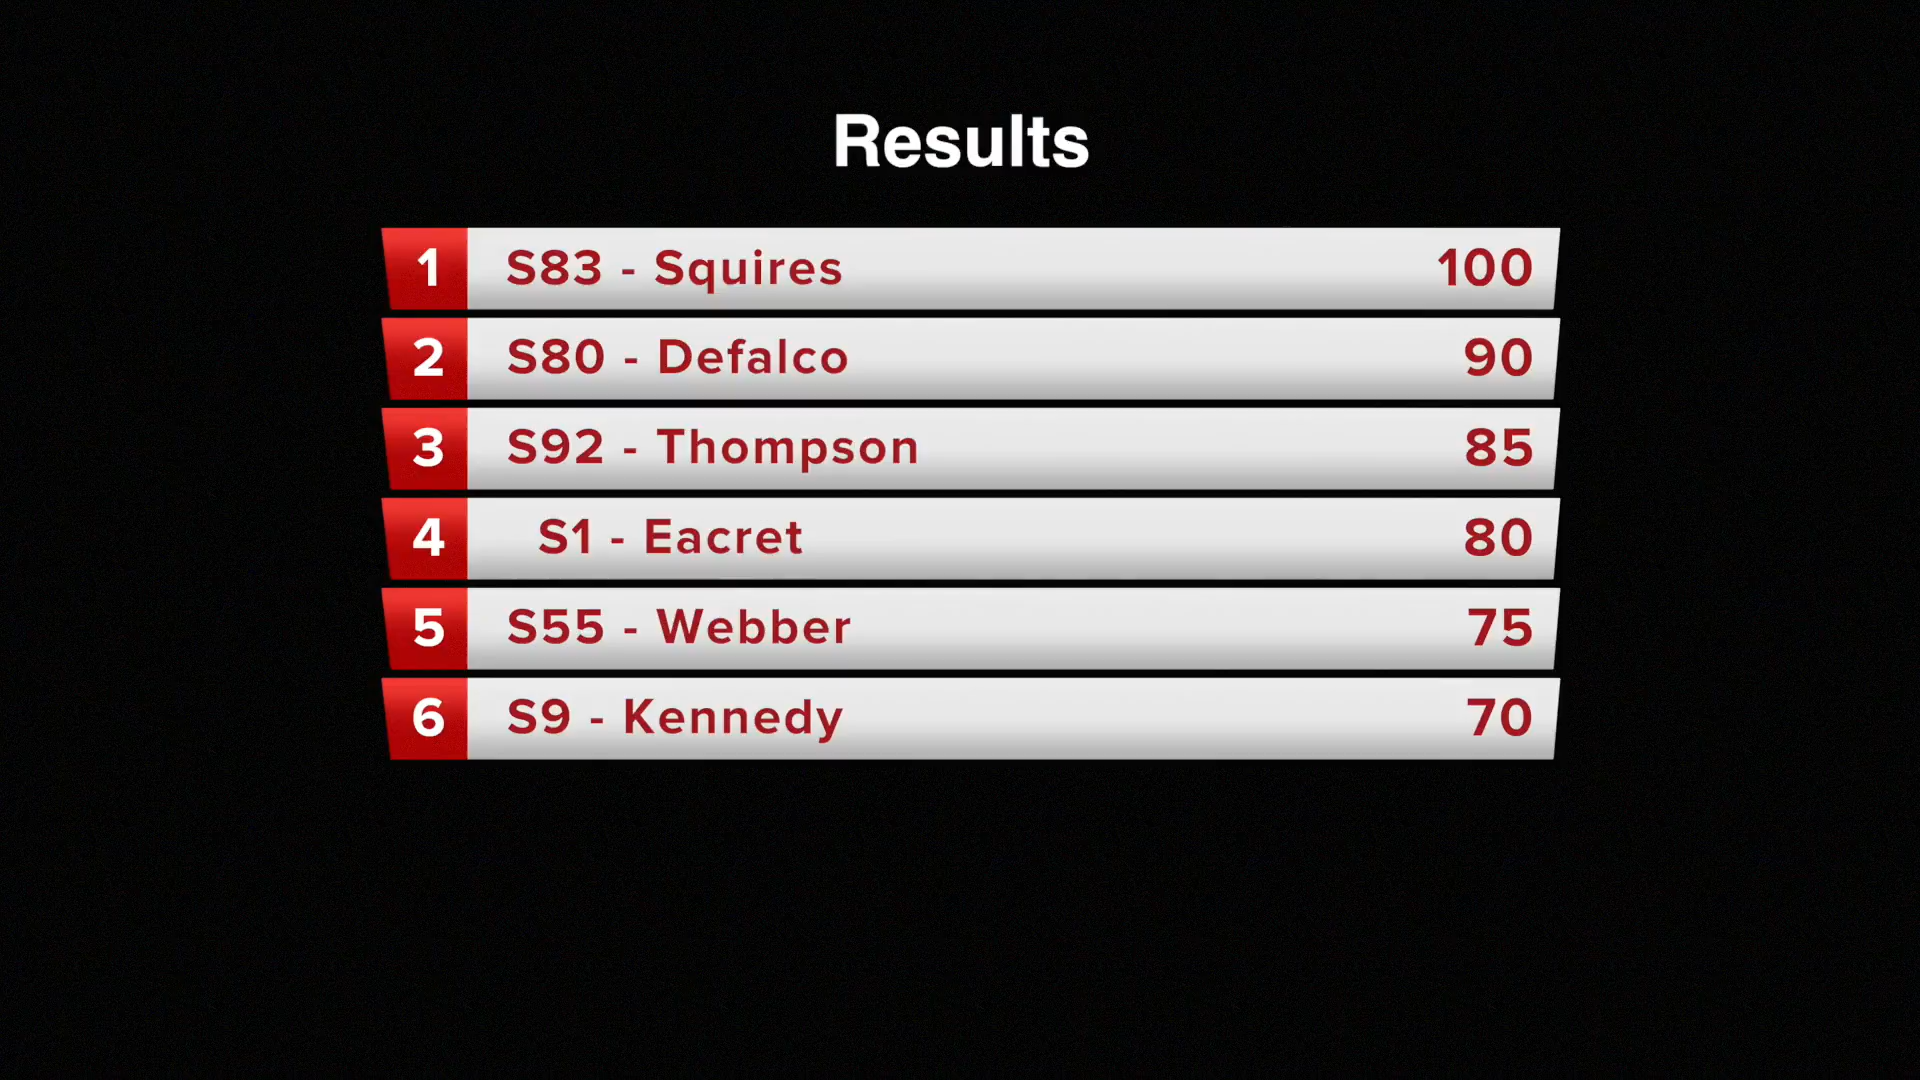 Results
1 S83 - Squires 100
2 S80 - Defalco 90
3 S92 - Thompson 85
4 S1 - Eacret 80
5 S55 - Webber 75
6 S9 - Kennedy 70